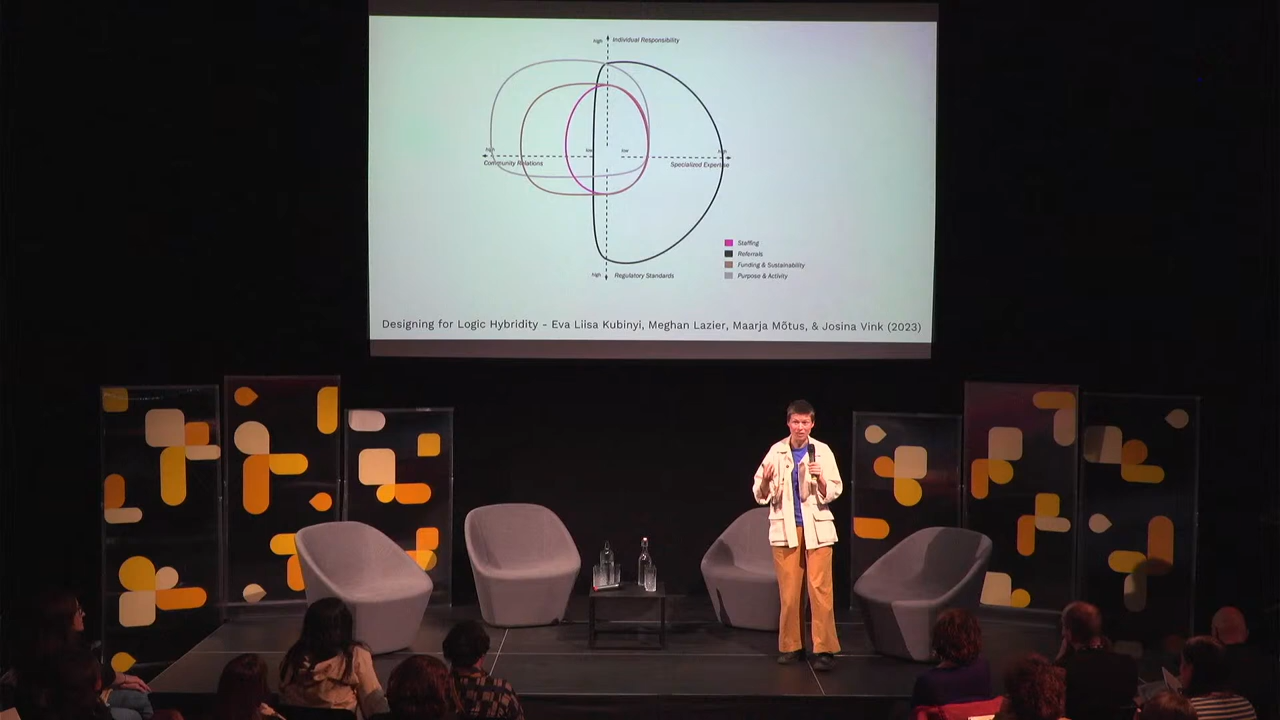 high
Individual Responsibility
high
low
low
high
Community Relations
Specialized Expertise
Staffing
Referrals
Funding & Sustainability
high
Regulatory Standards
Purpose & Activity
Designing for Logic Hybridity - Eva Liisa Kubinyi, Meghan Lazier, Maarja Mõtus, & Josina Vink (2023)